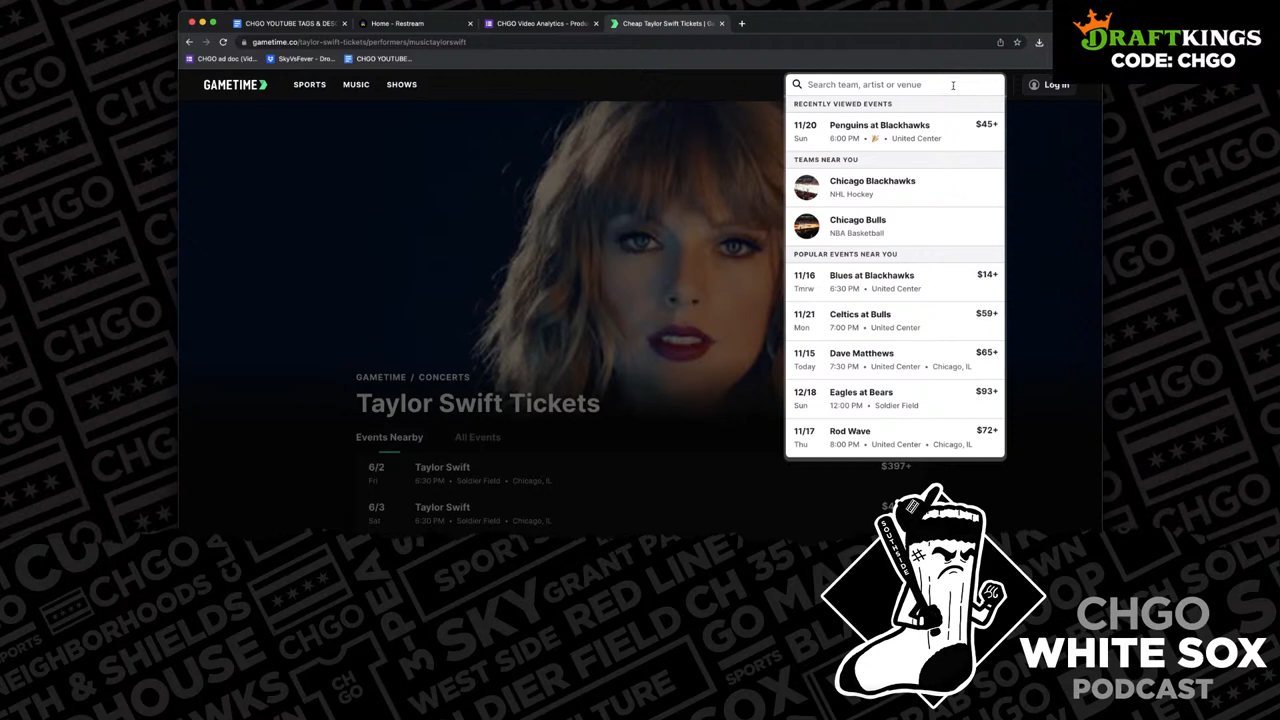 CHGO YOUTUBE TAGS & DES
Home - Restream
CHGO Video Analytics - Produ
Cheap Taylor Swift Tickets | G
gametime.co/taylor-swift-tickets/performers/musictaylorswift
CHGO ad doc (Vid...
SkyVsFever - Dro...
CHGO YOUTUBE...
DRAFTKINGS
CODE: CHGO
GAMETIME
SPORTS
MUSIC
SHOWS
Search team, artist or venue
Log In
RECENTLY VIEWED EVENTS
11/20 Penguins at Blackhawks $45+
Sun 6:00 PM • 🎉 • United Center
TEAMS NEAR YOU
Chicago Blackhawks
NHL Hockey
Chicago Bulls
NBA Basketball
POPULAR EVENTS NEAR YOU
11/16 Blues at Blackhawks $14+
Tmrw 6:30 PM • United Center
11/21 Celtics at Bulls $59+
Mon 7:00 PM • United Center
11/15 Dave Matthews $65+
Today 7:30 PM • United Center • Chicago, IL
12/18 Eagles at Bears $93+
Sun 12:00 PM • Soldier Field
11/17 Rod Wave $72+
Thu 8:00 PM • United Center • Chicago, IL
GAMETIME / CONCERTS
Taylor Swift Tickets
Events Nearby
All Events
6/2 Taylor Swift $397+
Fri 6:30 PM • Soldier Field • Chicago, IL
6/3 Taylor Swift
Sat 6:30 PM • Soldier Field • Chicago, IL
SOUTHSIDE
CHGO
WHITE SOX
PODCAST